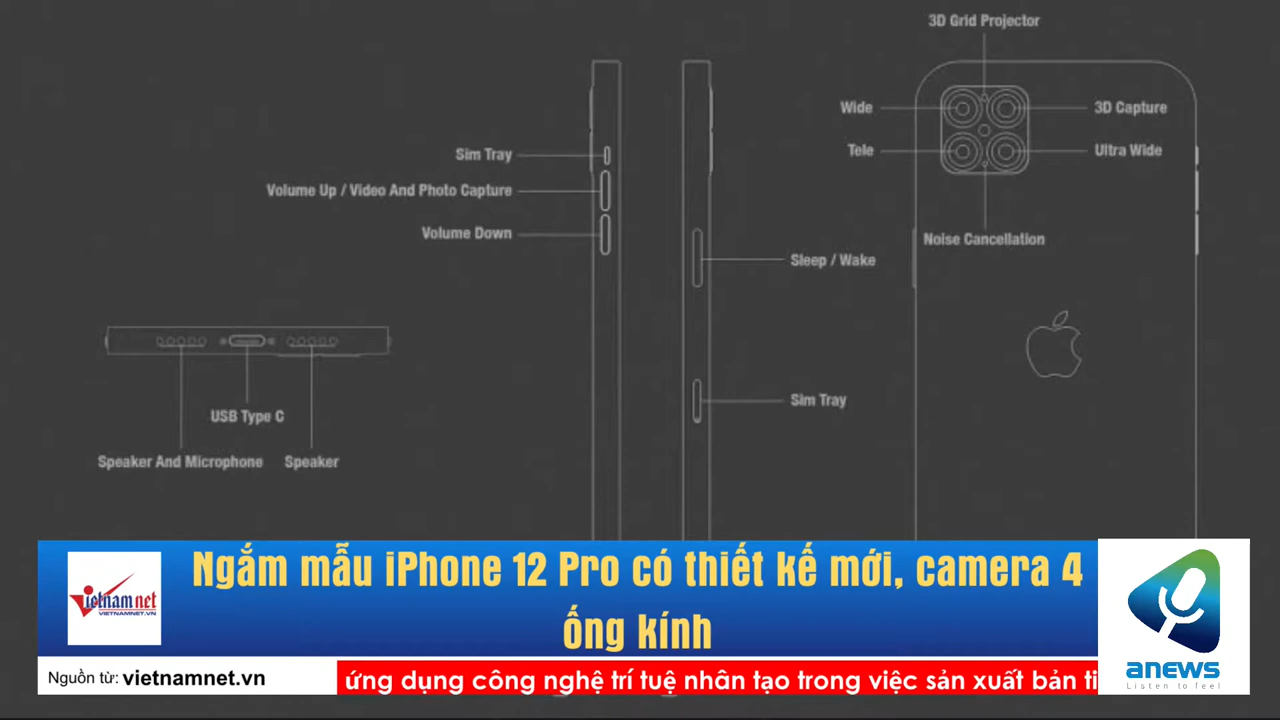 3D Grid Projector
Wide
3D Capture
Tele
Ultra Wide
Noise Cancellation
Sim Tray
Volume Up / Video And Photo Capture
Volume Down
Sleep / Wake
Sim Tray
USB Type C
Speaker And Microphone
Speaker
Ngắm mẫu iPhone 12 Pro có thiết kế mới, camera 4
ống kính
Vietnamnet
VIETNAMNET.VN
Nguồn từ: vietnamnet.vn
ứng dụng công nghệ trí tuệ nhân tạo trong việc sản xuất bản ti
anews
Listen to feel